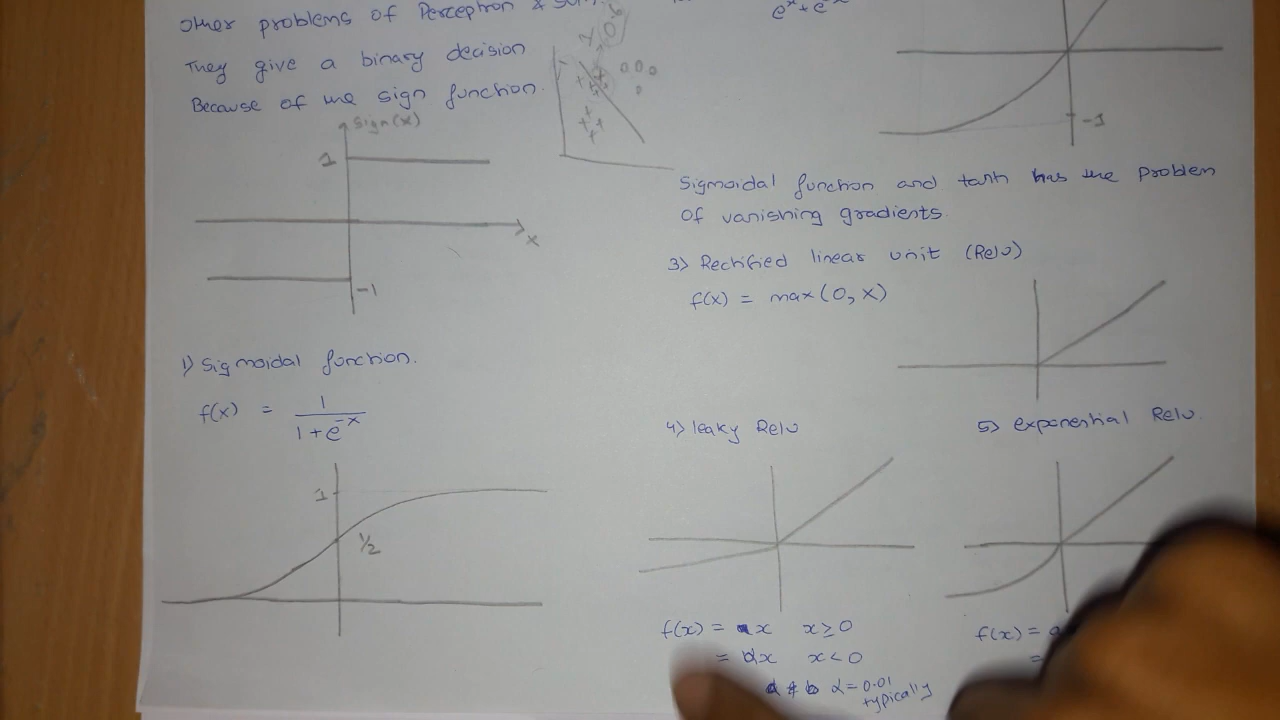 other problems of Perceptron &
They give a binary decision
Because of the sign function.
Sign(x)
1
x
-1
1) Sigmoidal function.
f(x) = 1 / (1 + e^-x)
1
1/2
e^x + e^-x
-1
Sigmoidal function and tanh has the problem
of vanishing gradients.
3) Rectified linear unit (Relu)
f(x) = max(0, x)
4) leaky Relu
f(x) = x x ≥ 0
= αx x < 0
α = 0.01
typically
5) exponential Relu.
f(x) =
=